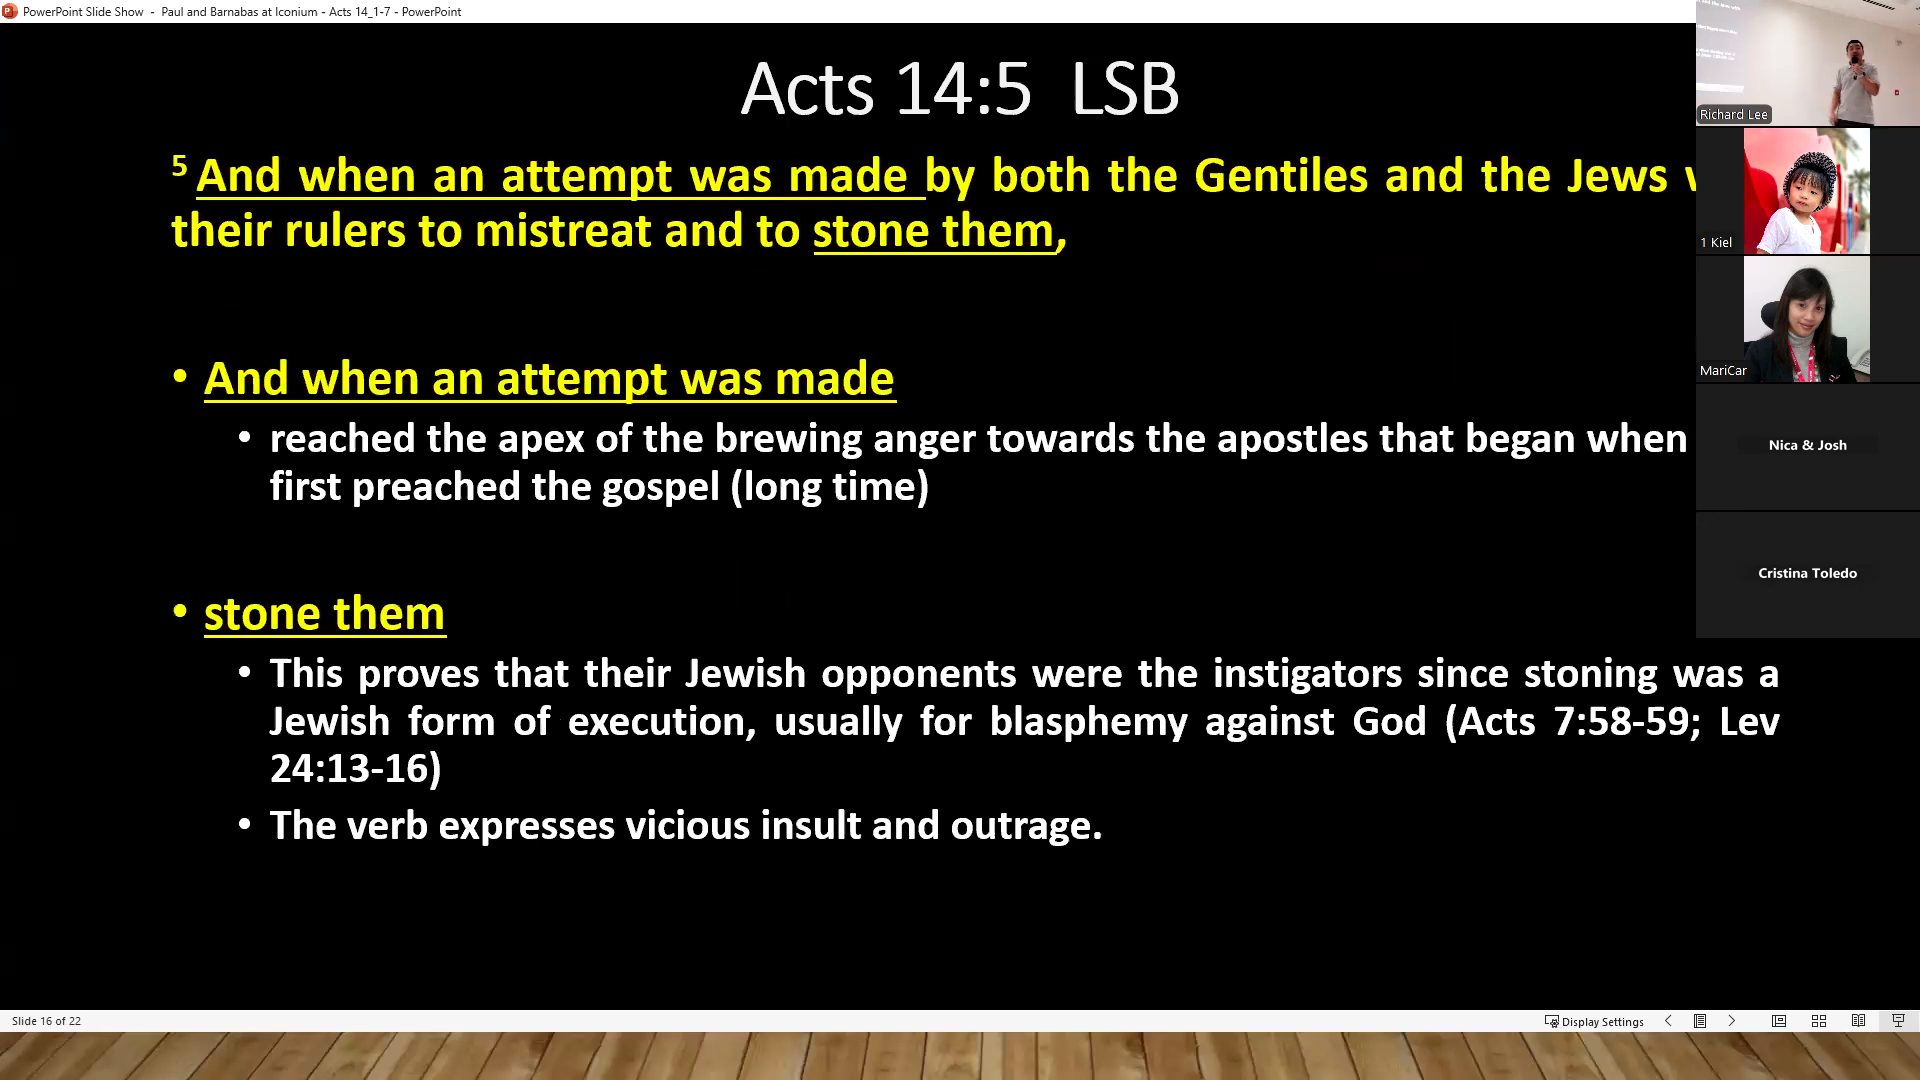 PowerPoint Slide Show - Paul and Barnabas at Iconium - Acts 14_1-7 - PowerPoint
Acts 14:5 LSB
5 And when an attempt was made by both the Gentiles and the Jews
their rulers to mistreat and to stone them,
• And when an attempt was made
• reached the apex of the brewing anger towards the apostles that began when
first preached the gospel (long time)
• stone them
• This proves that their Jewish opponents were the instigators since stoning was a
Jewish form of execution, usually for blasphemy against God (Acts 7:58-59; Lev
24:13-16)
• The verb expresses vicious insult and outrage.
Richard Lee
1 Kiel
MariCar
Nica & Josh
Cristina Toledo
Slide 16 of 22
Display Settings